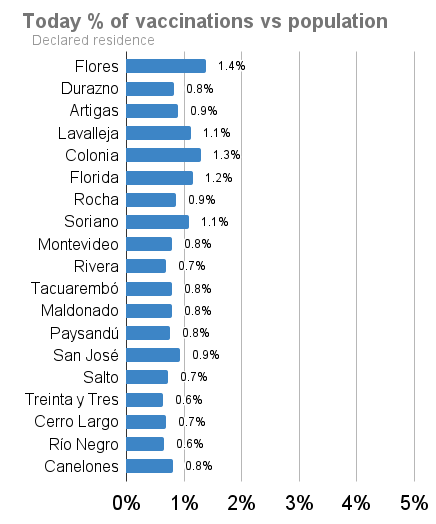 Today % of vaccinations vs population
Declared residence
Flores 1.4%
Durazno 0.8%
Artigas 0.9%
Lavalleja 1.1%
Colonia 1.3%
Florida 1.2%
Rocha 0.9%
Soriano 1.1%
Montevideo 0.8%
Rivera 0.7%
Tacuarembó 0.8%
Maldonado 0.8%
Paysandú 0.8%
San José 0.9%
Salto 0.7%
Treinta y Tres 0.6%
Cerro Largo 0.7%
Río Negro 0.6%
Canelones 0.8%
0% 1% 2% 3% 4% 5%